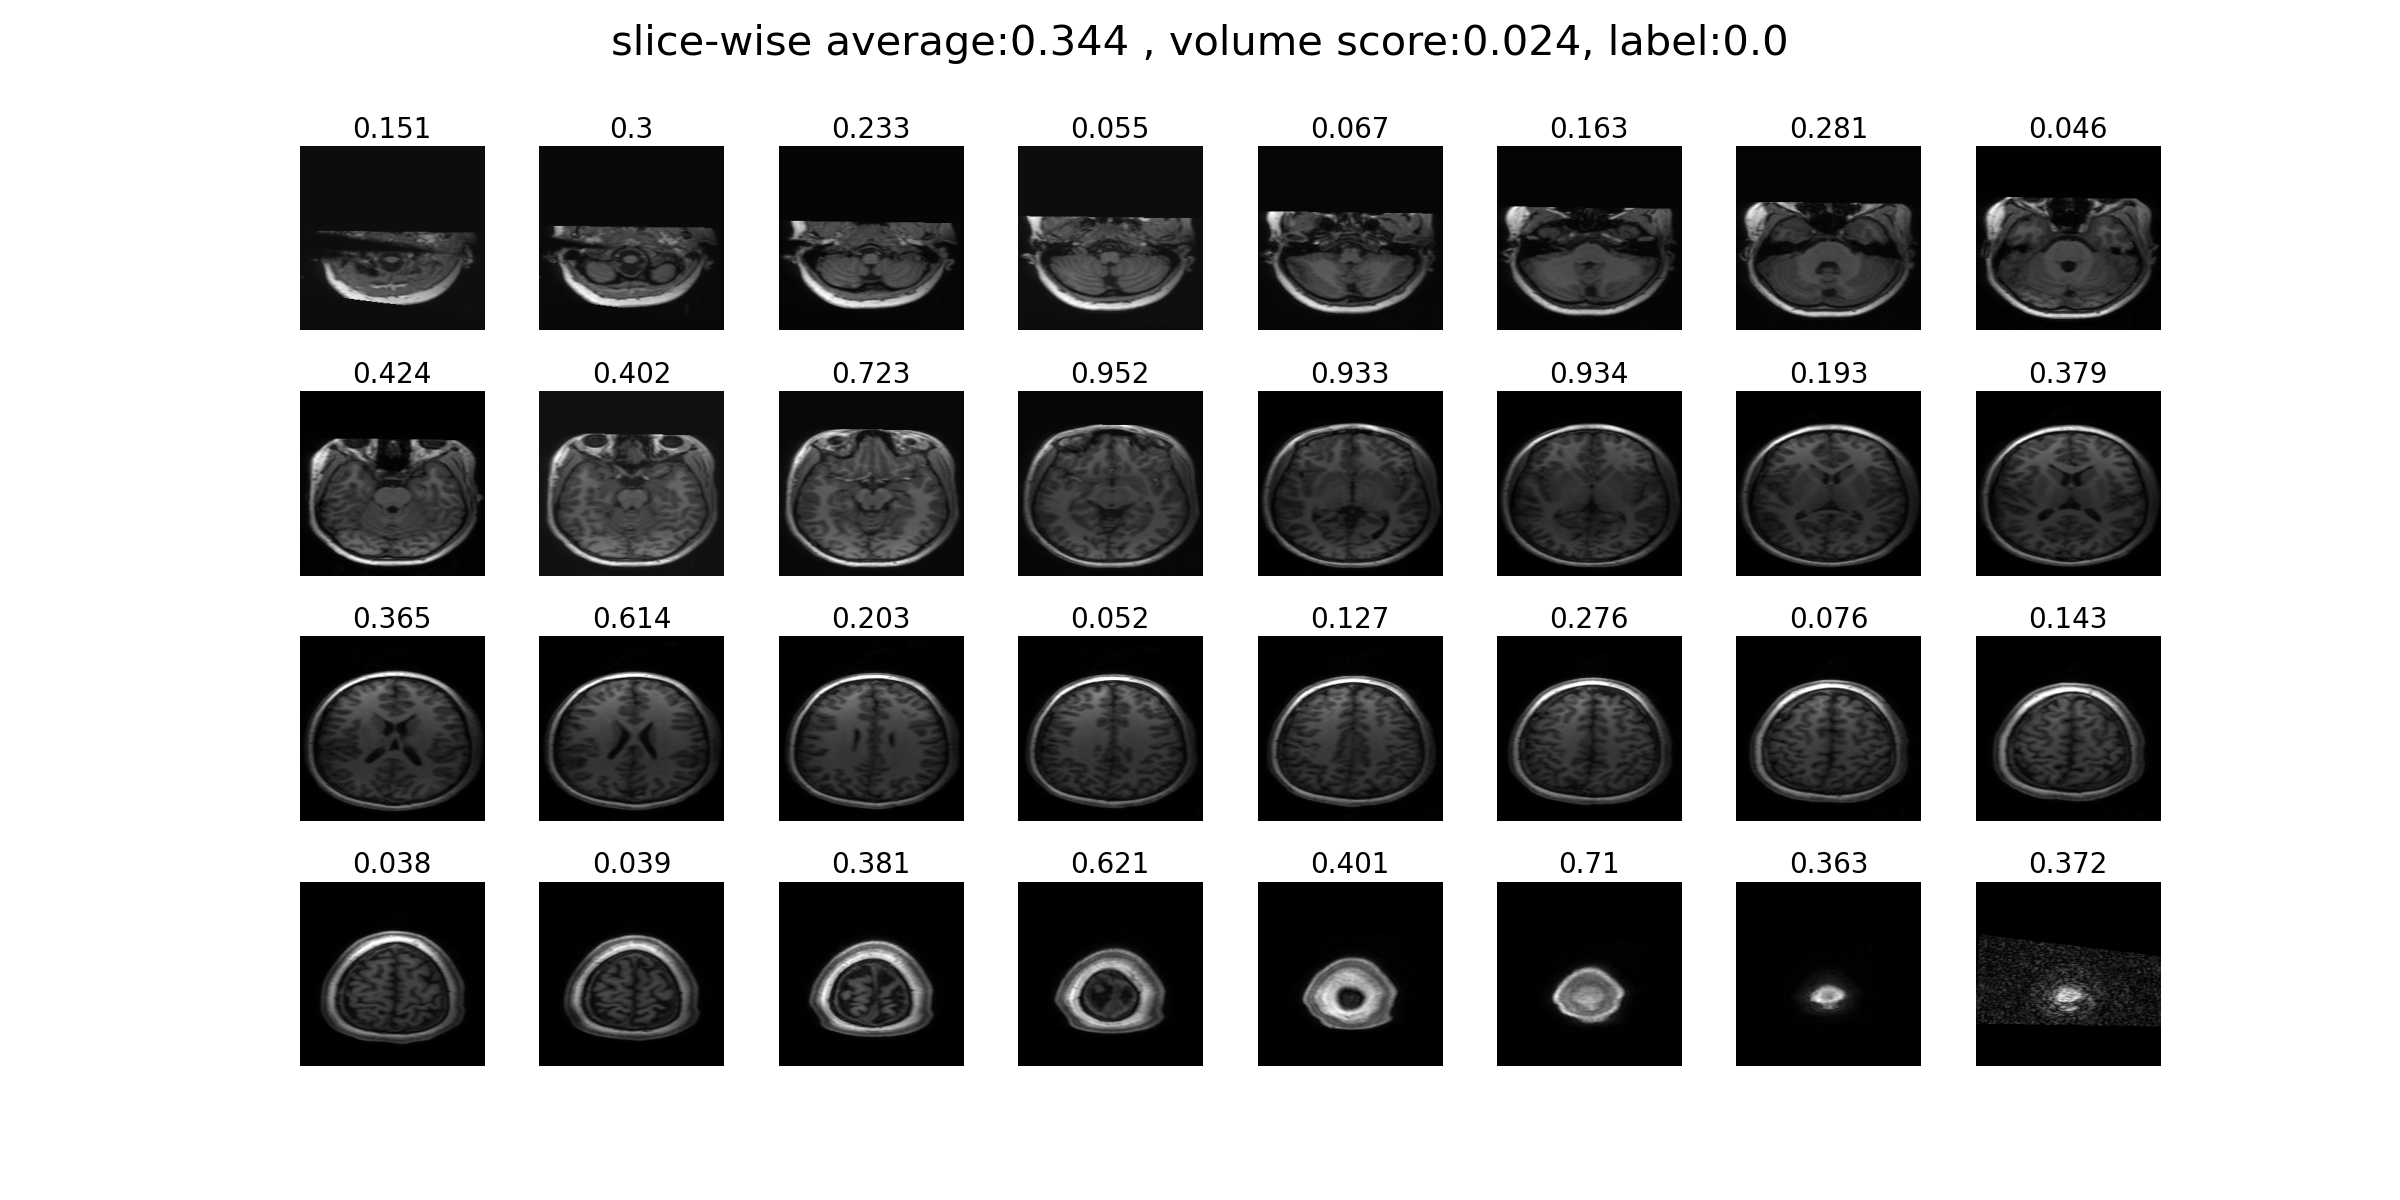 slice-wise average:0.344 , volume score:0.024, label:0.0
0.151 0.3 0.233 0.055 0.067 0.163 0.281 0.046
0.424 0.402 0.723 0.952 0.933 0.934 0.193 0.379
0.365 0.614 0.203 0.052 0.127 0.276 0.076 0.143
0.038 0.039 0.381 0.621 0.401 0.71 0.363 0.372